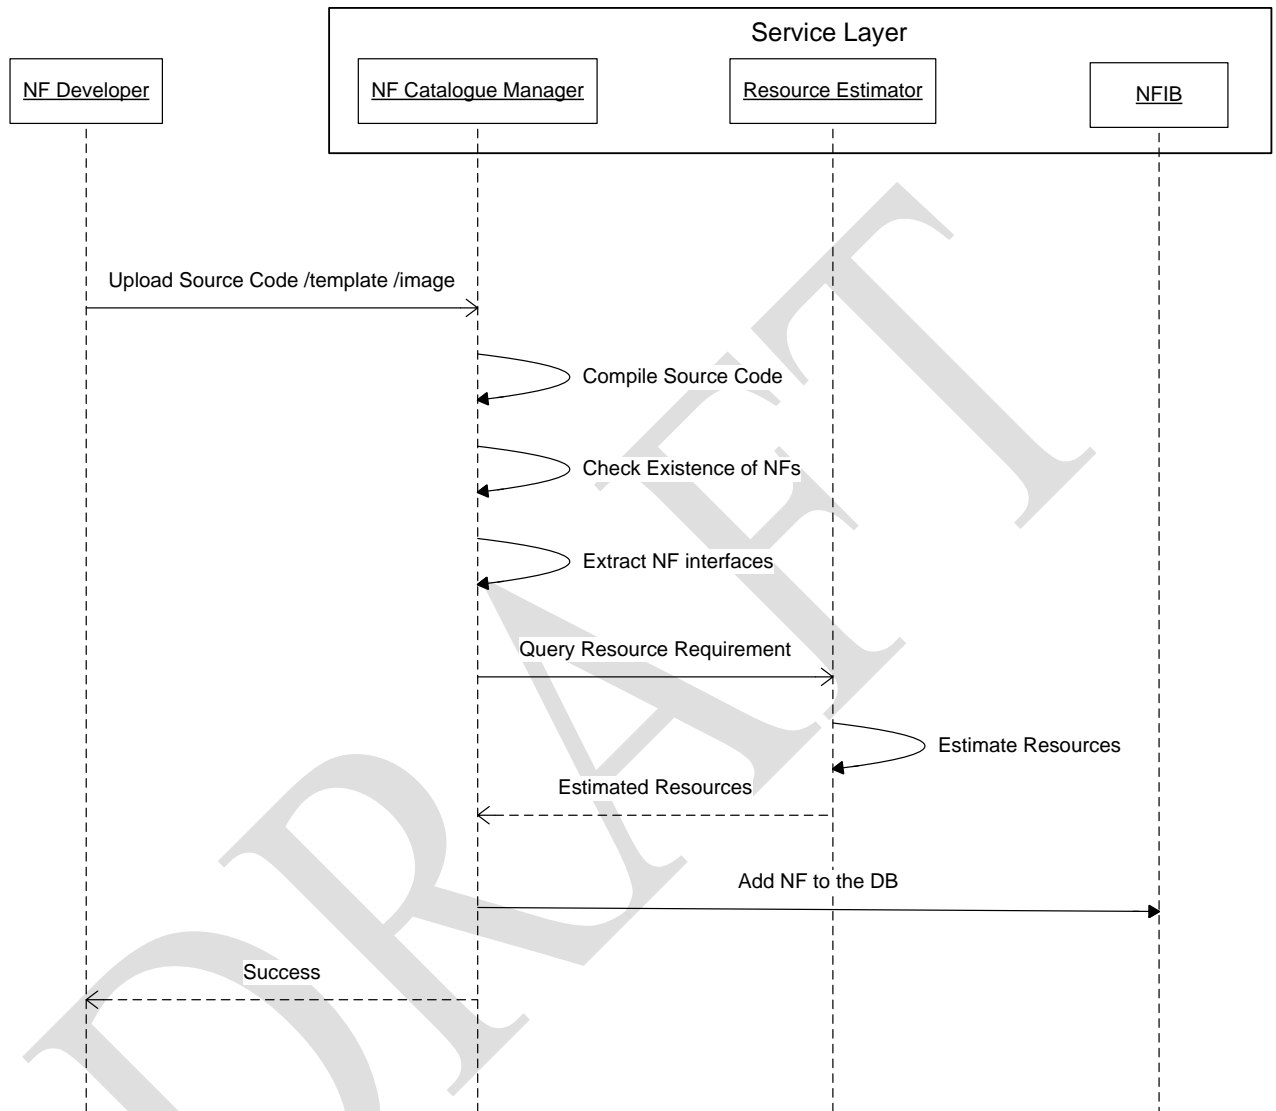 Service Layer
NF Developer
NF Catalogue Manager
Resource Estimator
NFIB
Upload Source Code /template /image
Compile Source Code
Check Existence of NFs
Extract NF interfaces
Query Resource Requirement
Estimate Resources
Estimated Resources
Add NF to the DB
Success
DRAFT